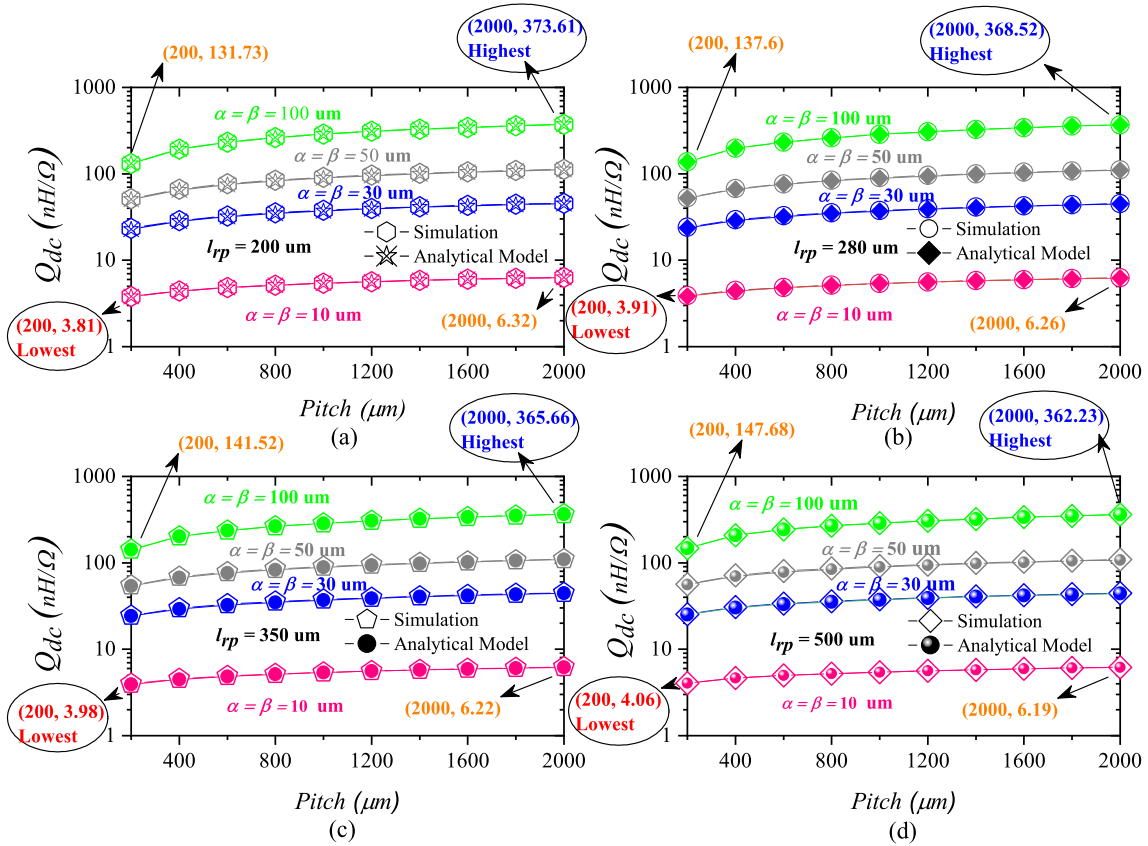 (200, 131.73)
(2000, 373.61)
Highest
1000
100
10
1
Q_dc (nH/Ω)
α = β = 100 um
α = β = 50 um
α = β = 30 um
l_rp = 200 um
Simulation
Analytical Model
α = β = 10 um
(200, 3.81)
Lowest
(2000, 6.32)
400
800
1200
1600
2000
Pitch (μm)
(a)
(200, 137.6)
(2000, 368.52)
Highest
1000
100
10
1
Q_dc (nH/Ω)
α = β = 100 um
α = β = 50 um
α = β = 30 um
l_rp = 280 um
Simulation
Analytical Model
α = β = 10 um
(200, 3.91)
Lowest
(2000, 6.26)
400
800
1200
1600
2000
Pitch (μm)
(b)
(200, 141.52)
(2000, 365.66)
Highest
1000
100
10
1
Q_dc (nH/Ω)
α = β = 100 um
α = β = 50 um
α = β = 30 um
l_rp = 350 um
Simulation
Analytical Model
α = β = 10 um
(200, 3.98)
Lowest
(2000, 6.22)
400
800
1200
1600
2000
Pitch (μm)
(c)
(200, 147.68)
(2000, 362.23)
Highest
1000
100
10
1
Q_dc (nH/Ω)
α = β = 100 um
α = β = 50 um
α = β = 30 um
l_rp = 500 um
Simulation
Analytical Model
α = β = 10 um
(200, 4.06)
Lowest
(2000, 6.19)
400
800
1200
1600
2000
Pitch (μm)
(d)